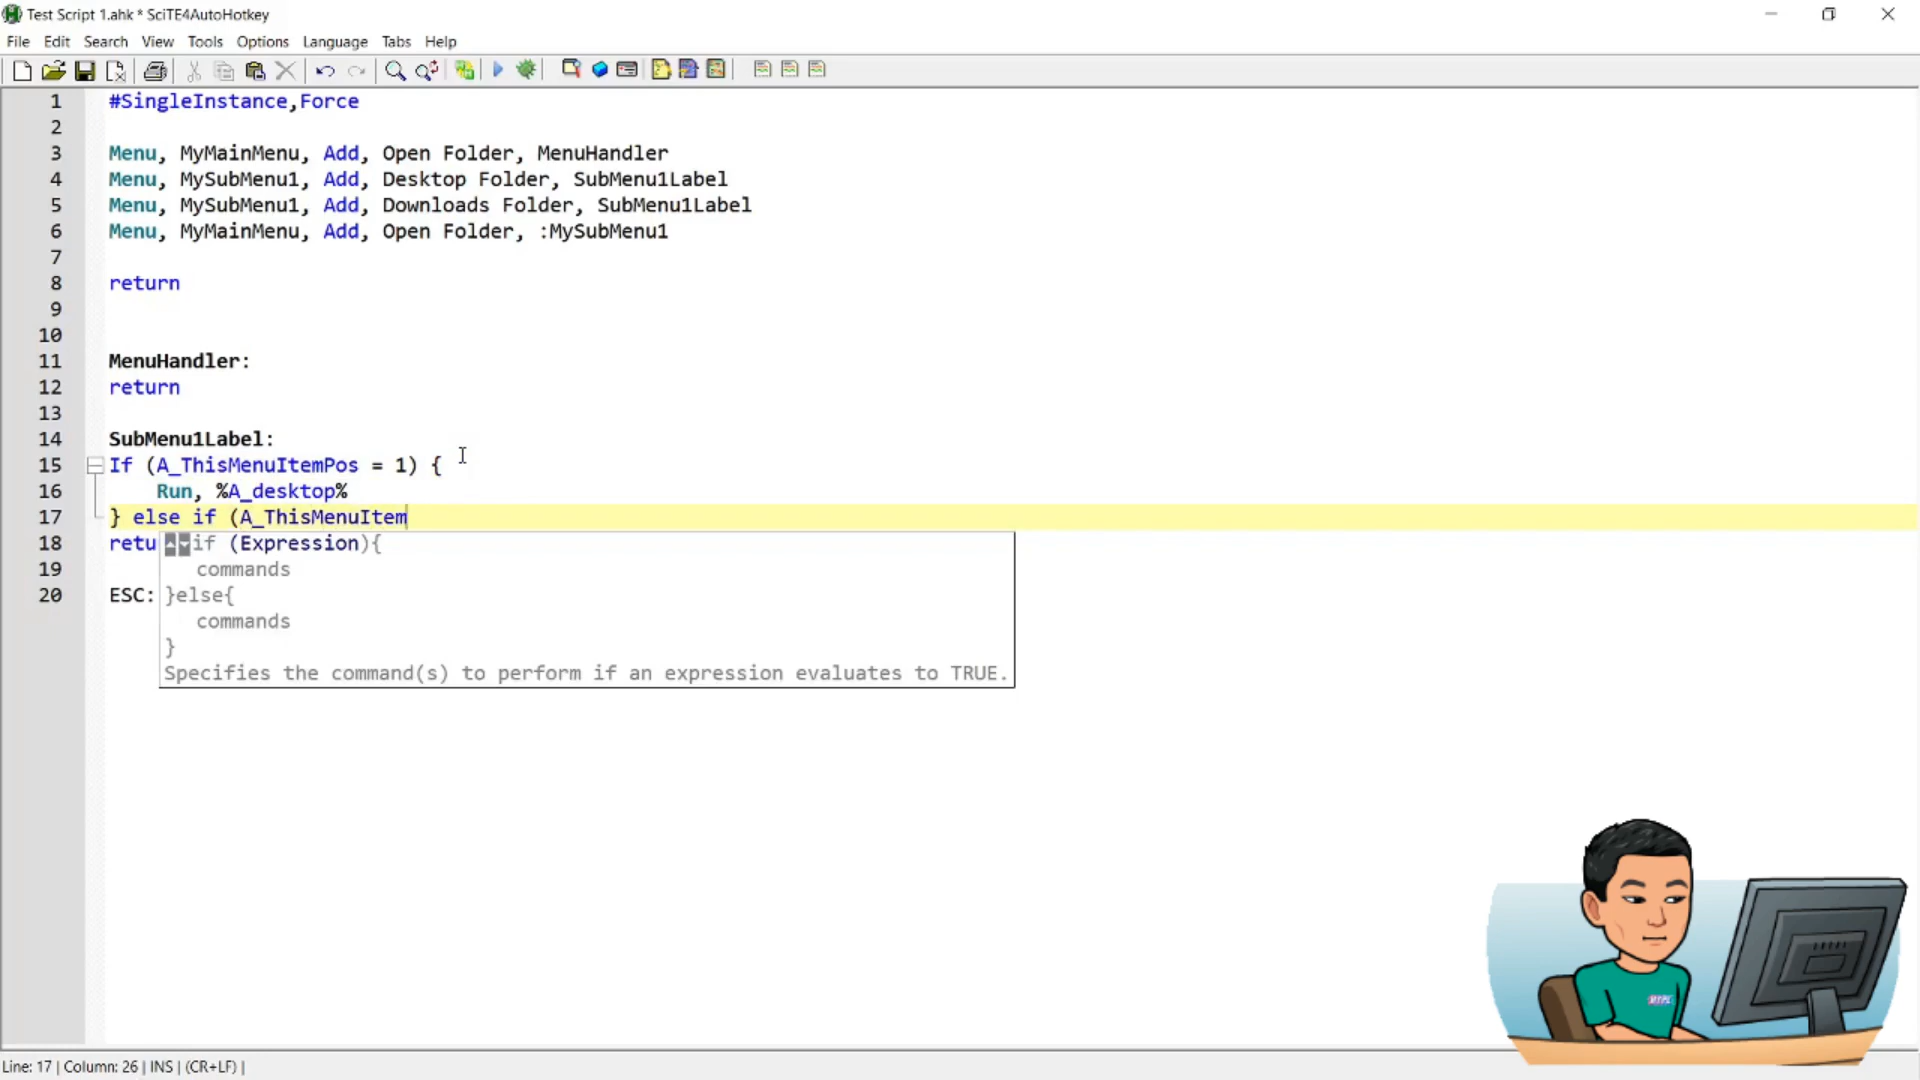 Test Script 1.ahk * SciTE4AutoHotkey
File Edit Search View Tools Options Language Tabs Help
1 #SingleInstance,Force
2
3 Menu, MyMainMenu, Add, Open Folder, MenuHandler
4 Menu, MySubMenu1, Add, Desktop Folder, SubMenu1Label
5 Menu, MySubMenu1, Add, Downloads Folder, SubMenu1Label
6 Menu, MyMainMenu, Add, Open Folder, :MySubMenu1
7
8 return
9
10
11 MenuHandler:
12 return
13
14 SubMenu1Label:
15 If (A_ThisMenuItemPos = 1) {
16 Run, %A_desktop%
17 } else if (A_ThisMenuItem
18 retu if (Expression){
19 commands
20 ESC: }else{
commands
}
Specifies the command(s) to perform if an expression evaluates to TRUE.
Line: 17 | Column: 26 | INS | (CR+LF) |